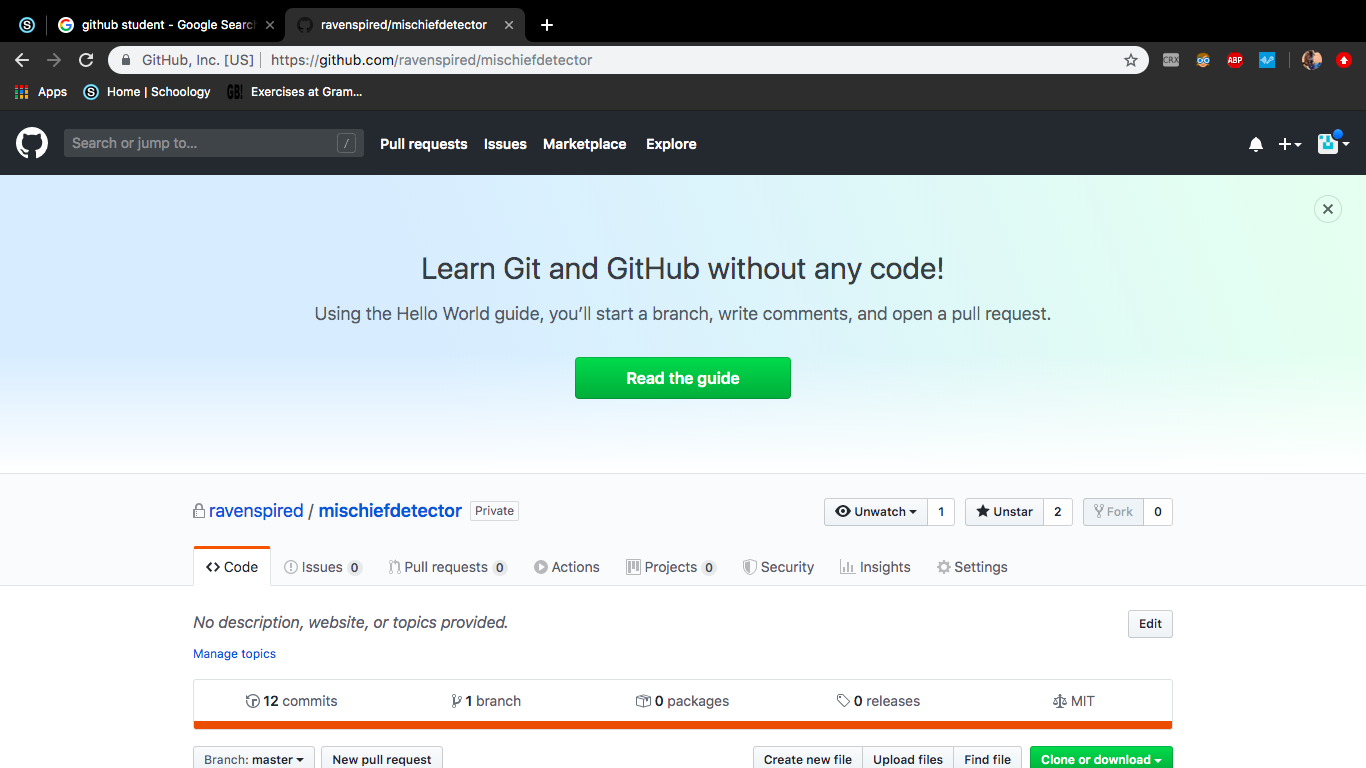 github student - Google Search
ravenspired/mischiefdetector
GitHub, Inc. [US]
https://github.com/ravenspired/mischiefdetector
CRX
ABP
Apps
Home | Schoology
GB!
Exercises at Gram...
Search or jump to...
/
Pull requests
Issues
Marketplace
Explore
Learn Git and GitHub without any code!
Using the Hello World guide, you’ll start a branch, write comments, and open a pull request.
Read the guide
ravenspired / mischiefdetector
Private
Unwatch
1
Unstar
2
Fork
0
Code
Issues 0
Pull requests 0
Actions
Projects 0
Security
Insights
Settings
No description, website, or topics provided.
Edit
Manage topics
12 commits
1 branch
0 packages
0 releases
MIT
Branch: master
New pull request
Create new file
Upload files
Find file
Clone or download